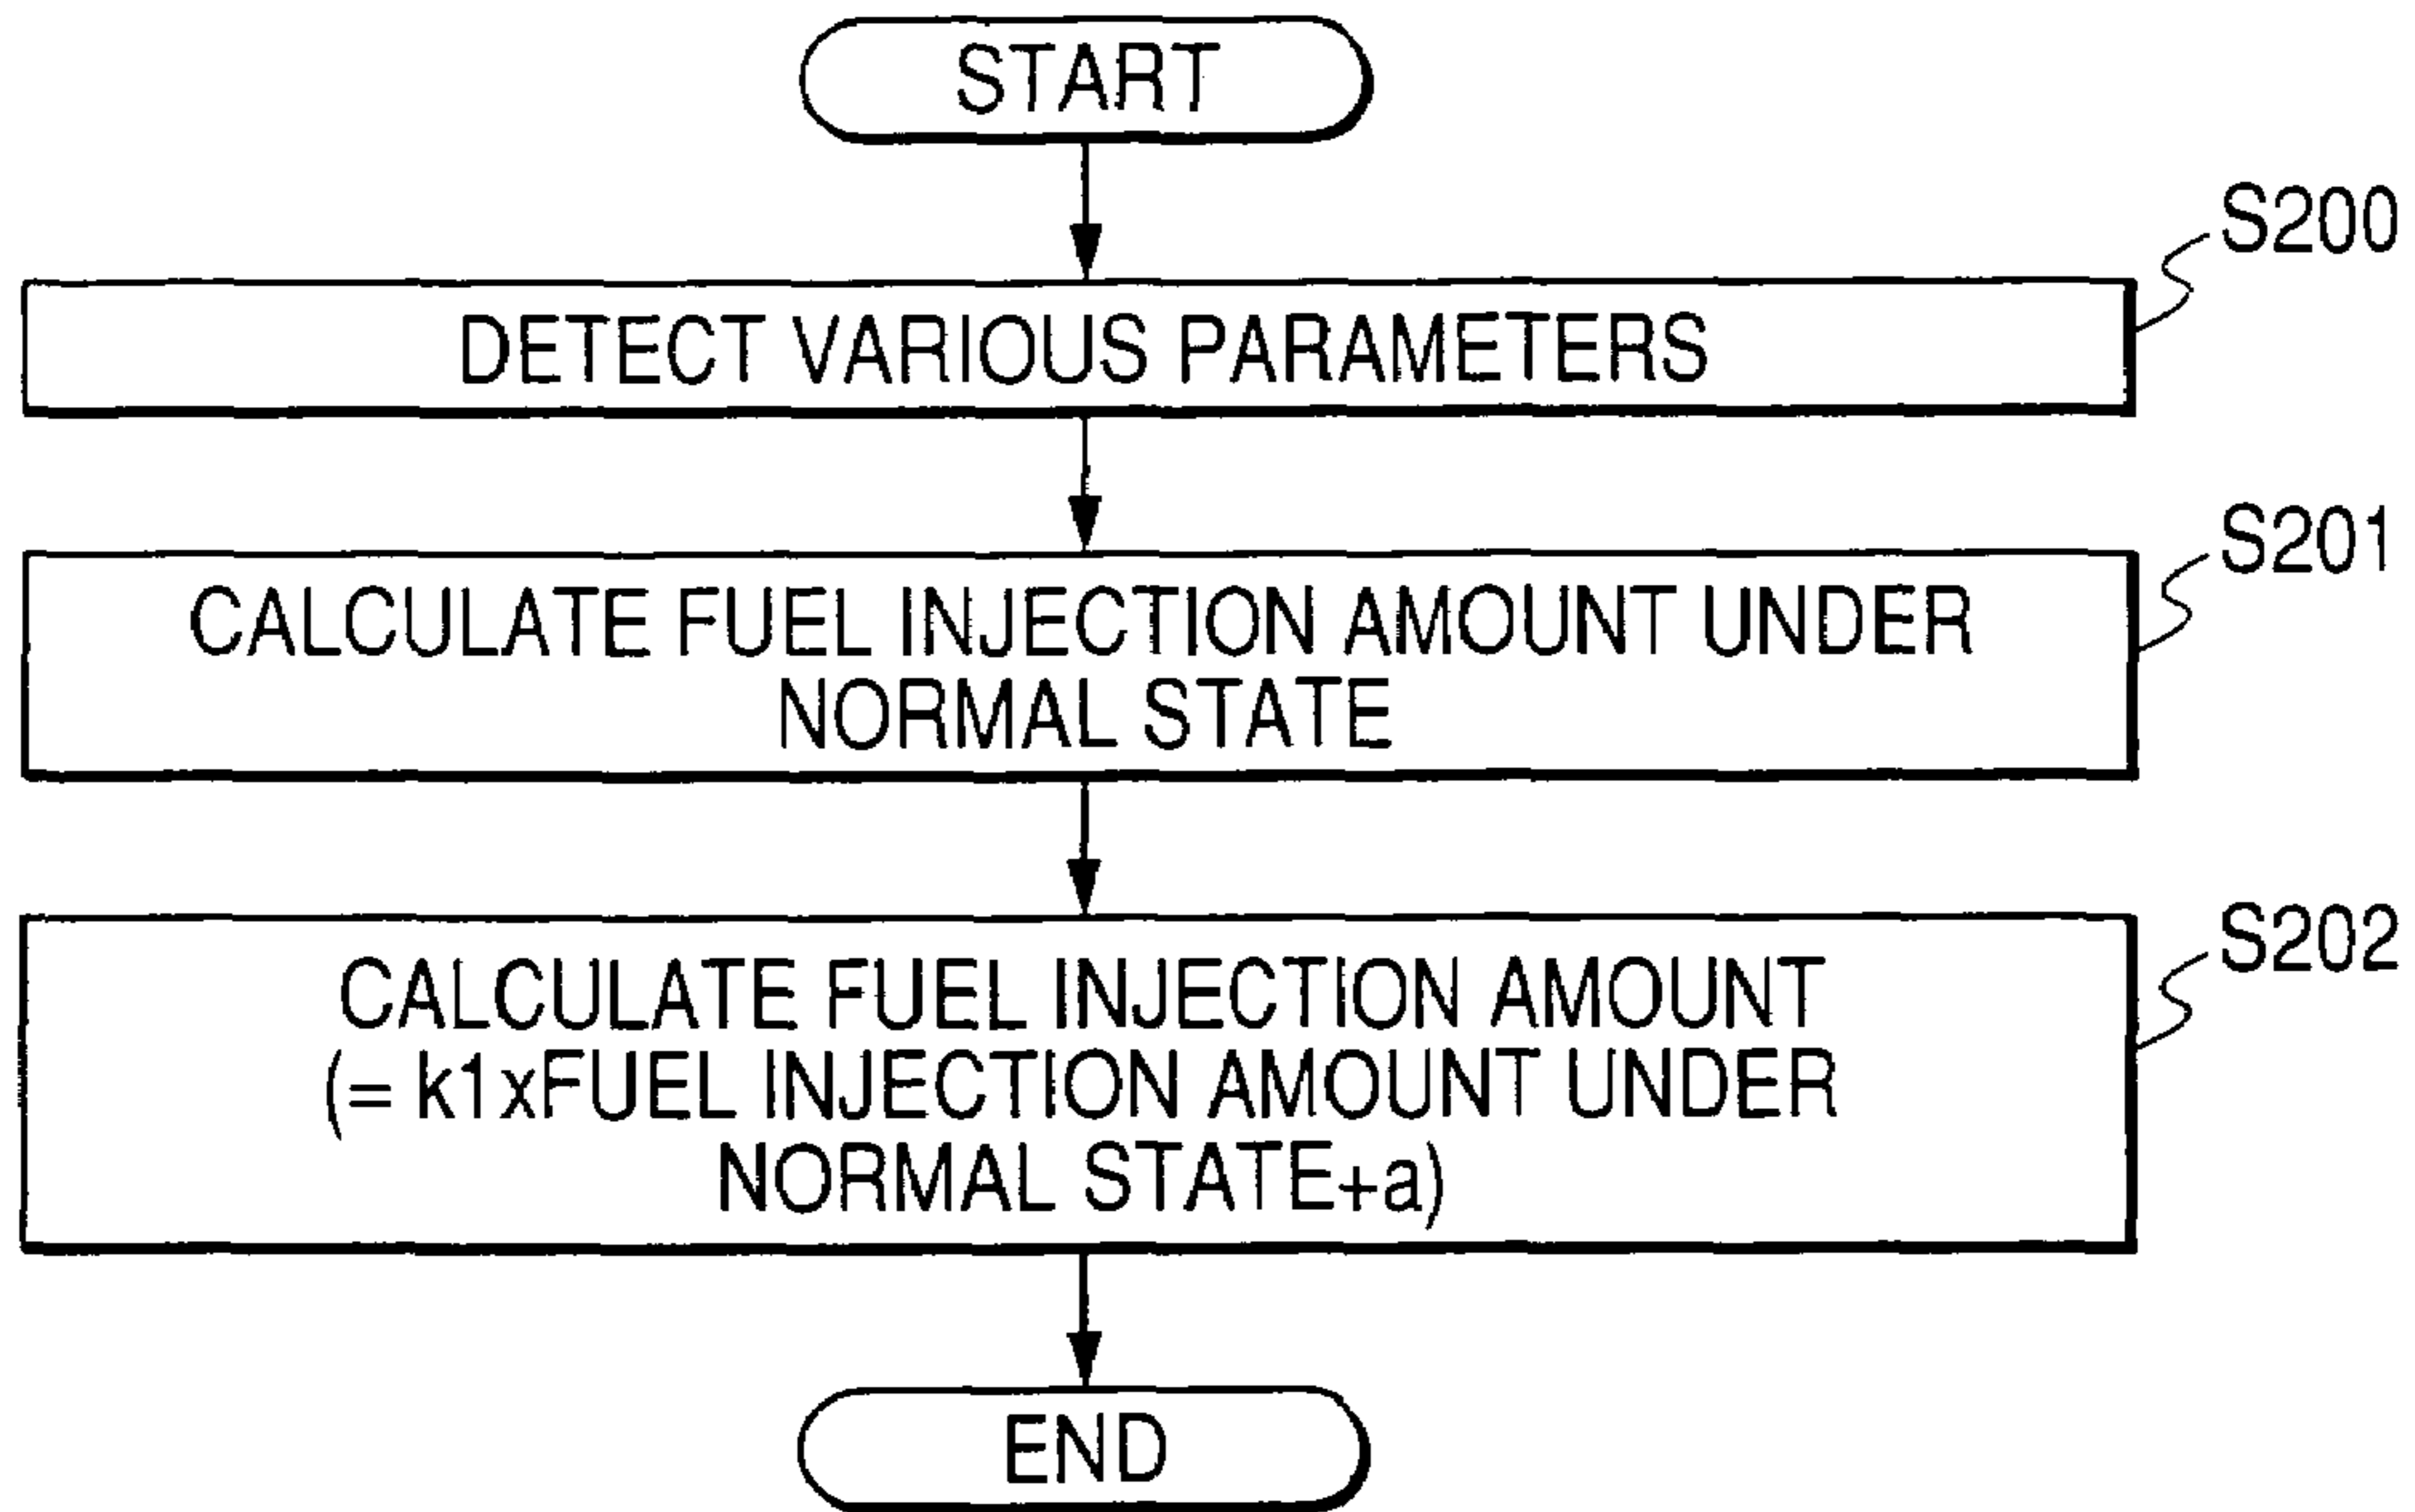 START
S200
DETECT VARIOUS PARAMETERS
S201
CALCULATE FUEL INJECTION AMOUNT UNDER
NORMAL STATE
S202
CALCULATE FUEL INJECTION AMOUNT
(= k1xFUEL INJECTION AMOUNT UNDER
NORMAL STATE+a)
END